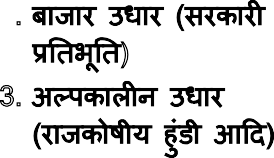 . बाजार उधार (सरकारी
प्रतिभूति)
3. अल्पकालीन उधार
(राजकोषीय हुंडी आदि)